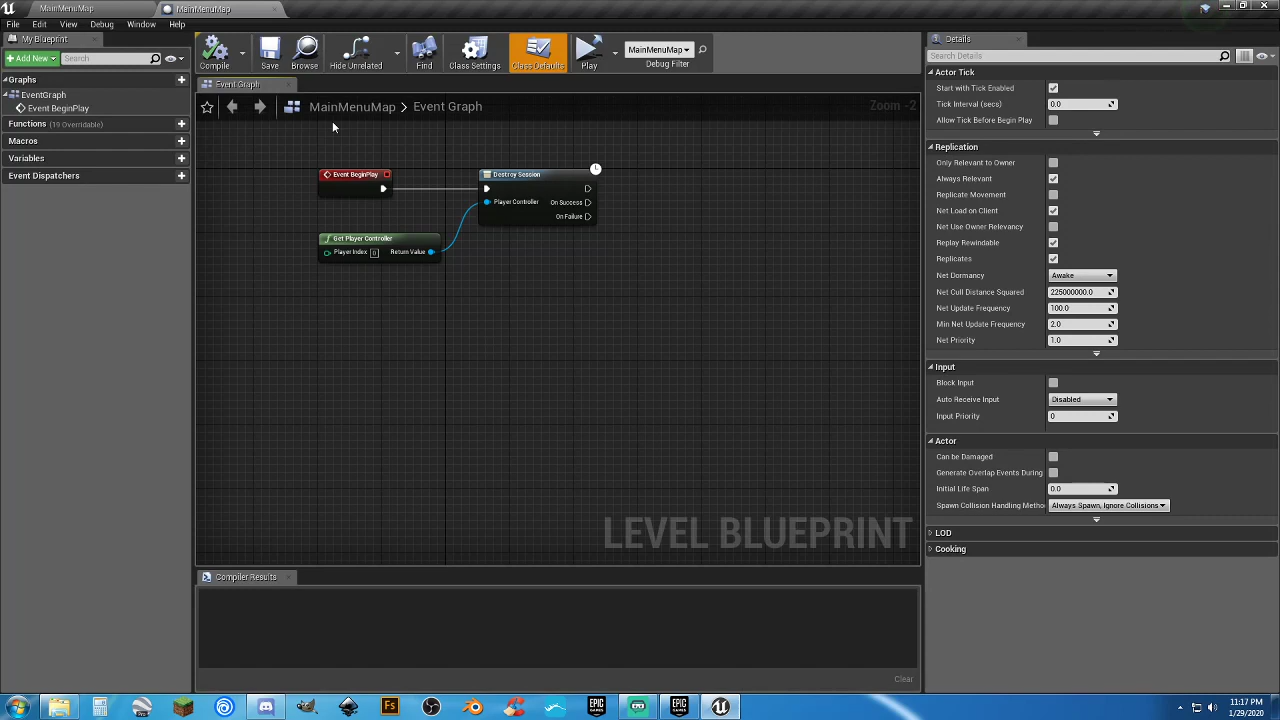 MainMenuMap
MainMenuMap
File Edit View Debug Window Help
My Blueprint
Add New
Search
Compile
Save
Browse
Hide Unrelated
Find
Class Settings
Class Defaults
Play
MainMenuMap
Debug Filter
Details
Search Details
Graphs
EventGraph
Event BeginPlay
Functions (19 Overridable)
Macros
Variables
Event Dispatchers
Event Graph
MainMenuMap > Event Graph
Zoom -2
Event BeginPlay
Destroy Session
Player Controller
On Success
On Failure
Get Player Controller
Player Index 0
Return Value
LEVEL BLUEPRINT
Compiler Results
Clear
Actor Tick
Start with Tick Enabled
Tick Interval (secs) 0.0
Allow Tick Before Begin Play
Replication
Only Relevant to Owner
Always Relevant
Replicate Movement
Net Load on Client
Net Use Owner Relevancy
Replay Rewindable
Replicates
Net Dormancy Awake
Net Cull Distance Squared 225000000.0
Net Update Frequency 100.0
Min Net Update Frequency 2.0
Net Priority 1.0
Input
Block Input
Auto Receive Input Disabled
Input Priority 0
Actor
Can be Damaged
Generate Overlap Events During
Initial Life Span 0.0
Spawn Collision Handling Metho Always Spawn, Ignore Collisions
LOD
Cooking
Pro
Fs
EPIC GAMES
EPIC GAMES
11:17 PM
1/29/2020